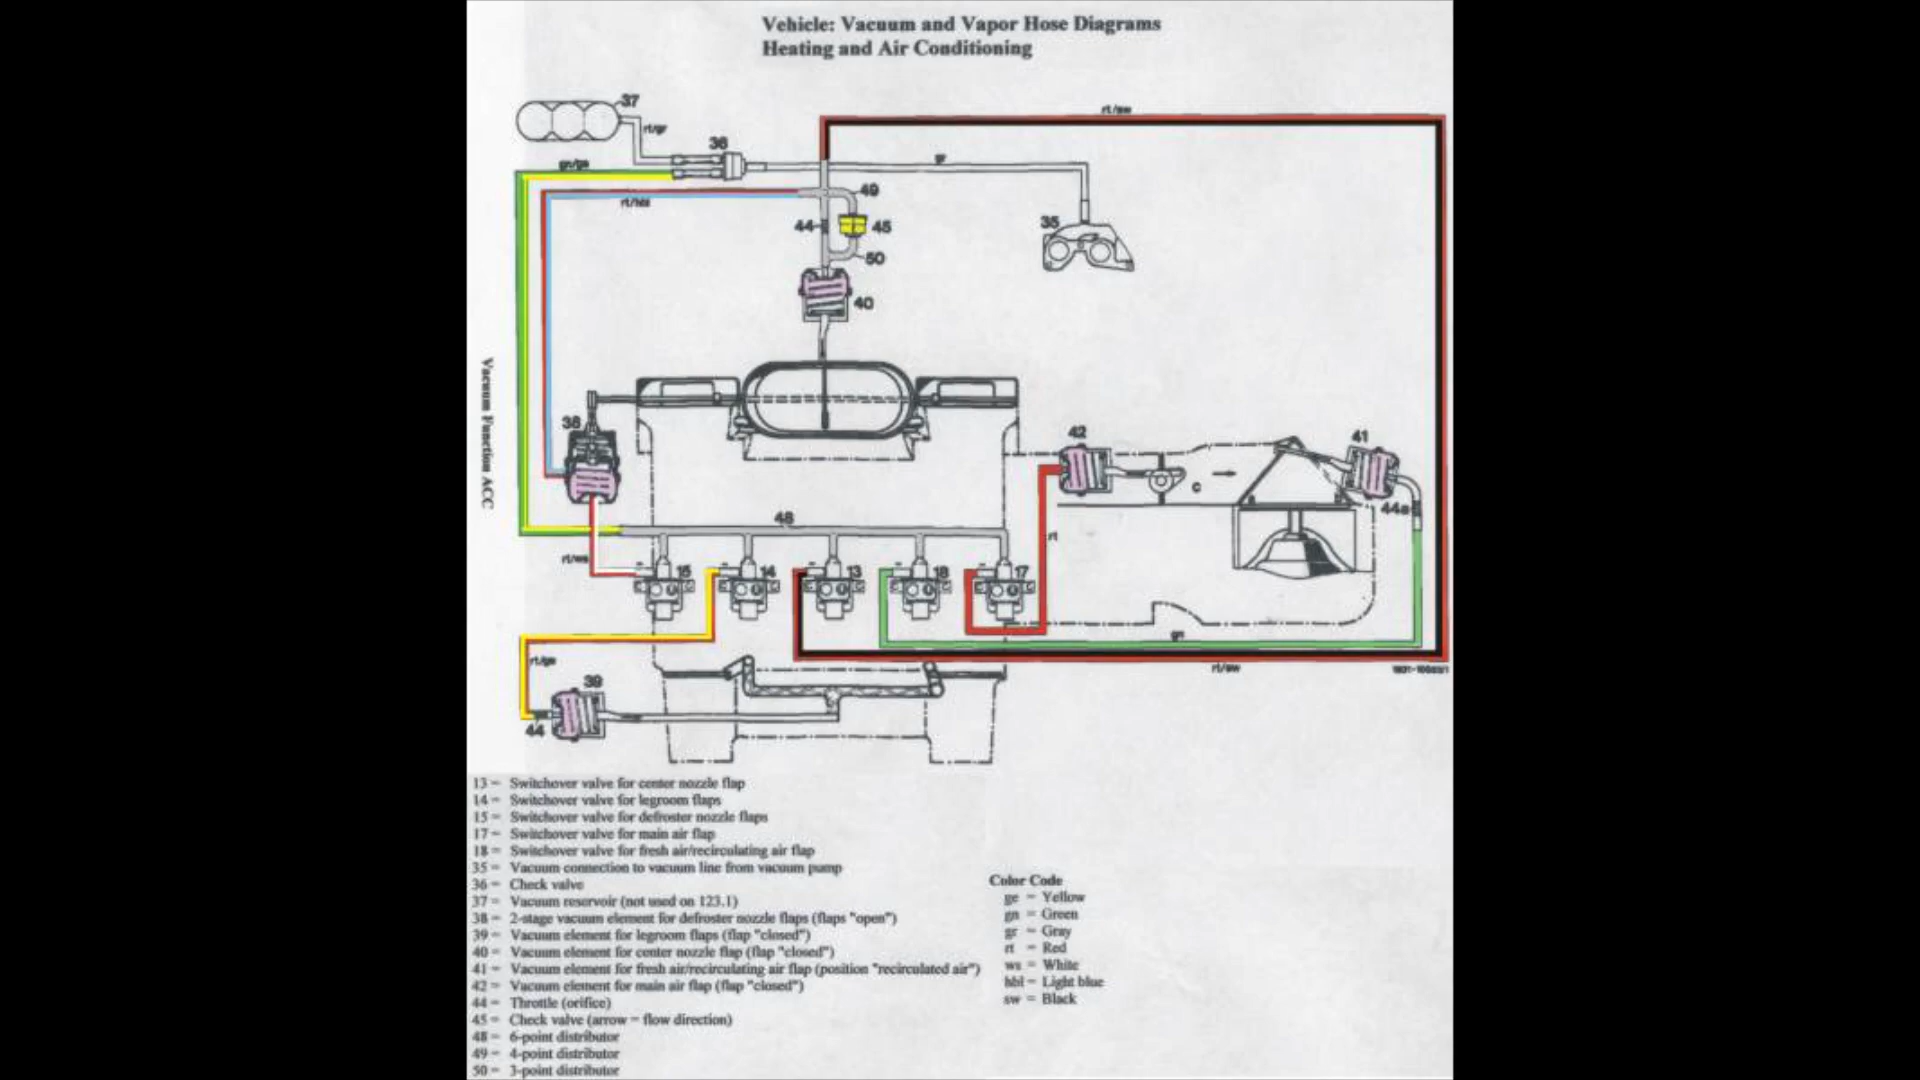 Vehicle: Vacuum and Vapor Hose Diagrams
Heating and Air Conditioning
37
rt/sw
rt/gr
36
gr
gn/ge
49
rt/hbl
35
44
45
50
40
Vacuum Function ACC
38
42
41
c
44a
48
rt
rt/ws
15
14
13
18
17
gn
rt/ge
rt/sw
39
44
13 = Switchover valve for center nozzle flap
14 = Switchover valve for legroom flaps
15 = Switchover valve for defroster nozzle flaps
17 = Switchover valve for main air flap
18 = Switchover valve for fresh air/recirculating air flap
35 = Vacuum connection to vacuum line from vacuum pump
36 = Check valve
37 = Vacuum reservoir (not used on 123.1)
38 = 2-stage vacuum element for defroster nozzle flaps (flaps "open")
39 = Vacuum element for legroom flaps (flap "closed")
40 = Vacuum element for center nozzle flap (flap "closed")
41 = Vacuum element for fresh air/recirculating air flap (position "recirculated air")
42 = Vacuum element for main air flap (flap "closed")
44 = Throttle (orifice)
45 = Check valve (arrow = flow direction)
48 = 6-point distributor
49 = 4-point distributor
50 = 3-point distributor
Color Code
ge = Yellow
gn = Green
gr = Gray
rt = Red
ws = White
hbl = Light blue
sw = Black